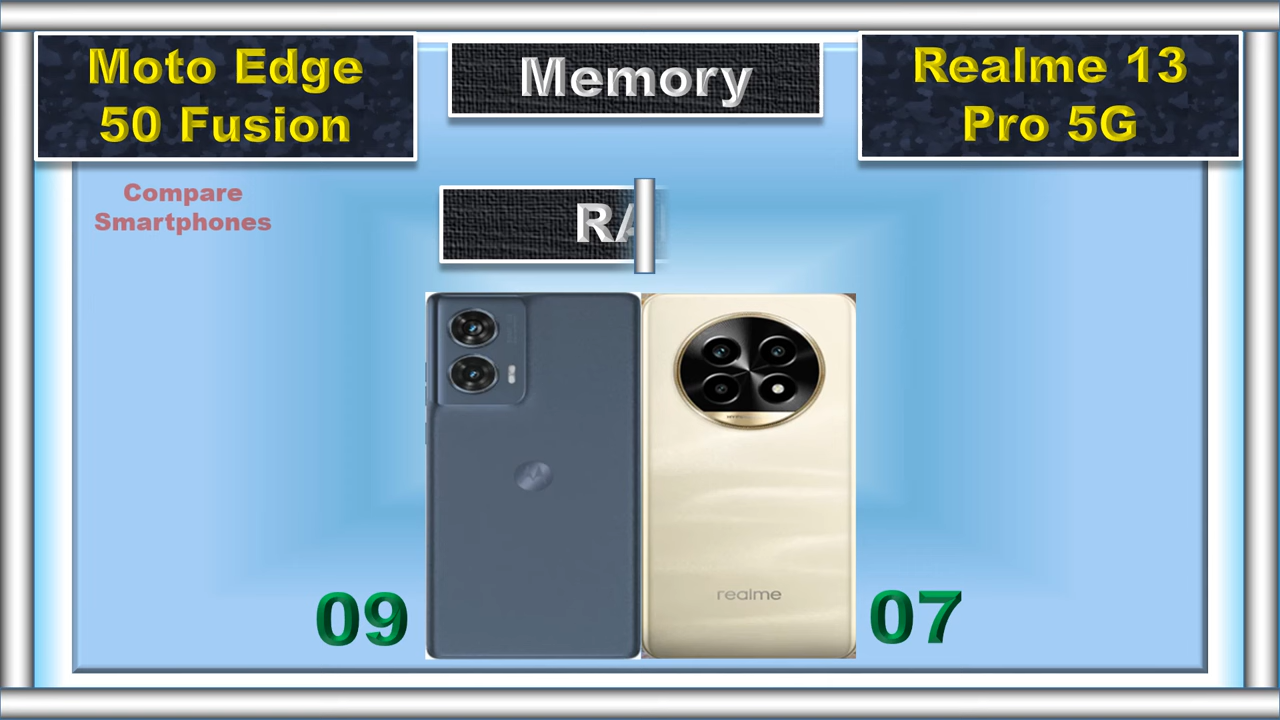 Moto Edge
50 Fusion
Memory
Realme 13
Pro 5G
Compare
Smartphones
realme
09
07